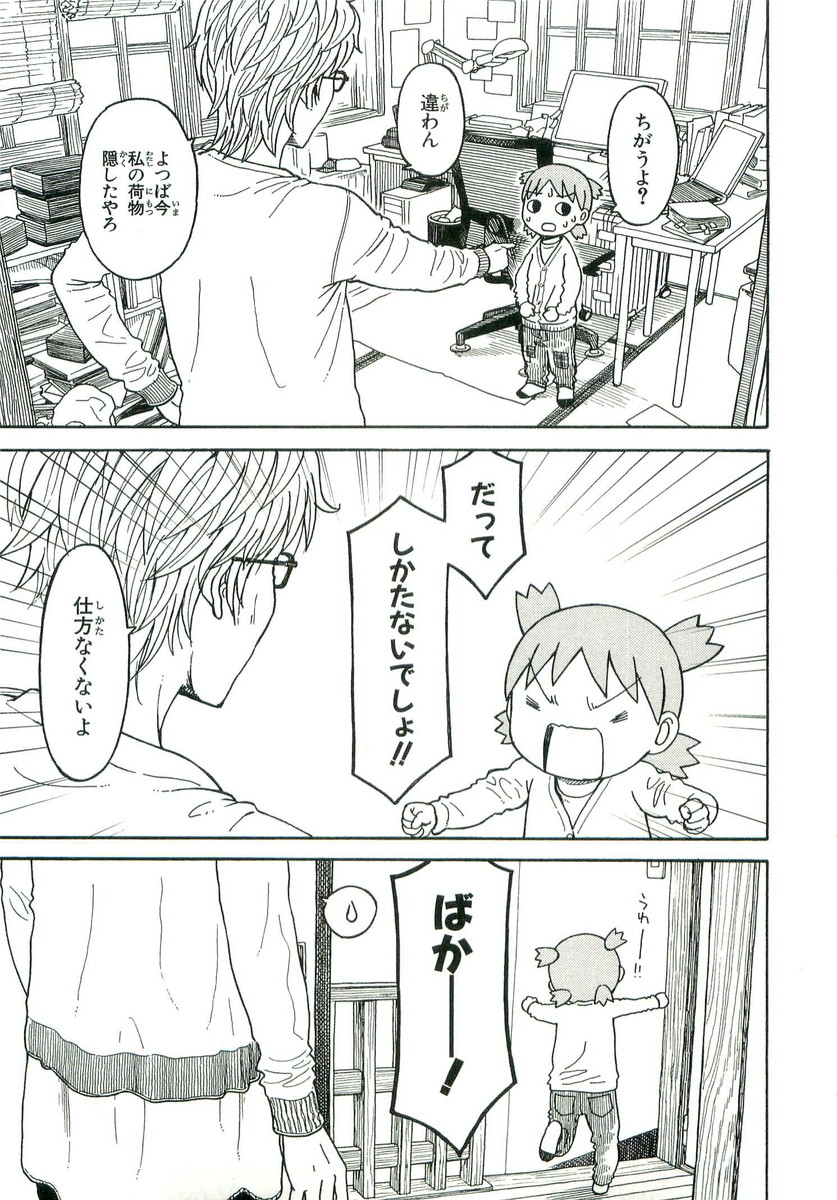 ちがうよ?
違わん
よつば今
私の荷物
隠したやろ
だって
しかたないでしょ!!
仕方なくないよ
うわー!!
ばかーー!